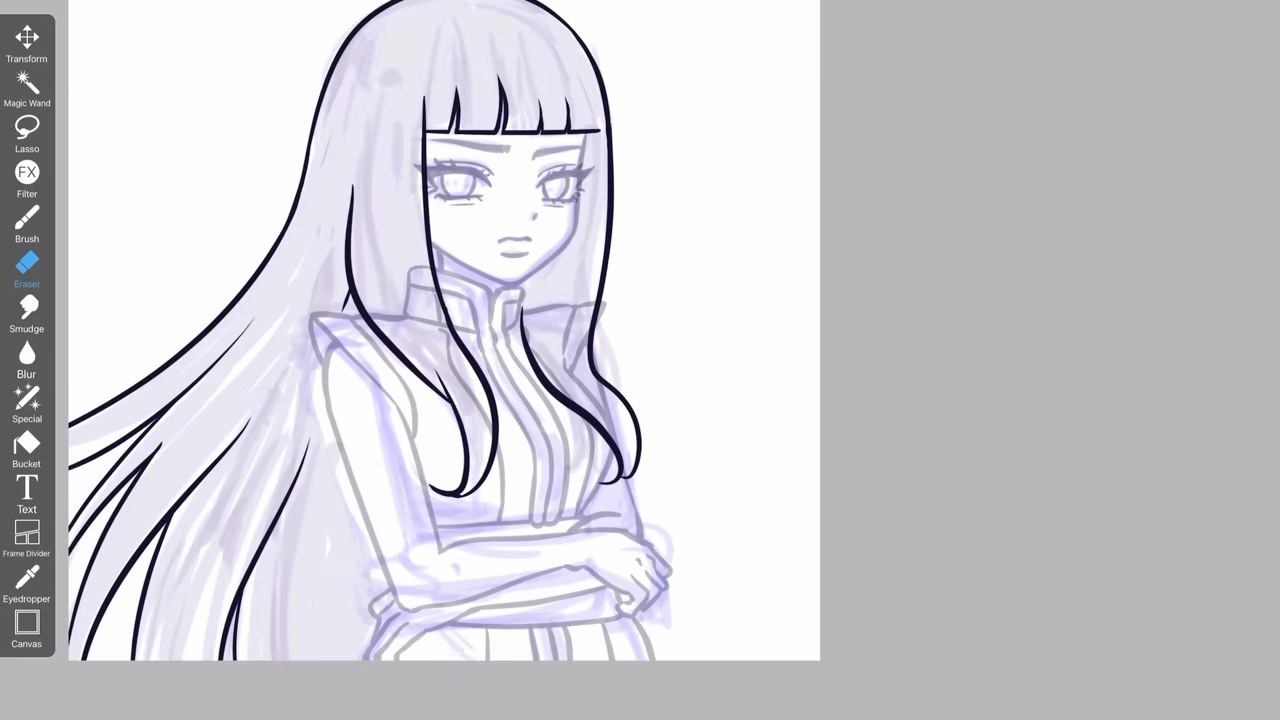 Transform
Magic Wand
Lasso
FX
Filter
Brush
Eraser
Smudge
Blur
Special
Bucket
T
Text
Frame Divider
Eyedropper
Canvas